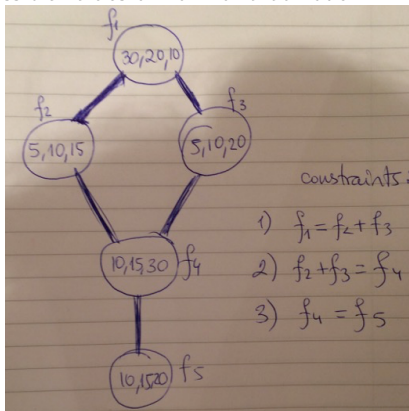 f1
30,20,10
f2
f3
5,10,15
5,10,20
constraints:
1) f1=f2+f3
10,15,30 f4
2) f2+f3=f4
3) f4=f5
10,15,20 f5